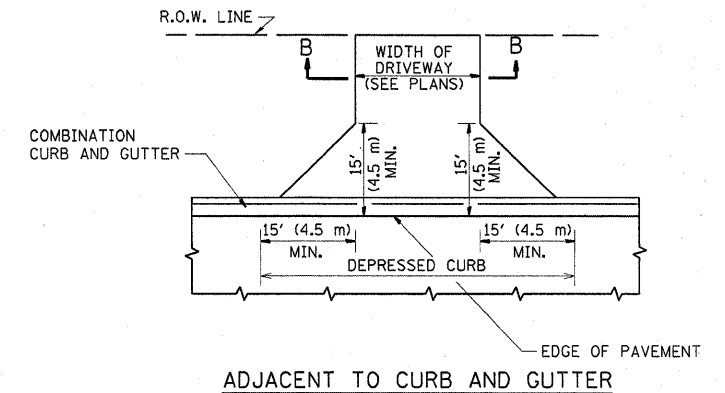 R.O.W. LINE
B
WIDTH OF
DRIVEWAY
(SEE PLANS)
B
COMBINATION
CURB AND GUTTER
15'
(4.5 m)
MIN.
15'
(4.5 m)
MIN.
15' (4.5 m)
MIN.
15' (4.5 m)
MIN.
DEPRESSED CURB
EDGE OF PAVEMENT
ADJACENT TO CURB AND GUTTER